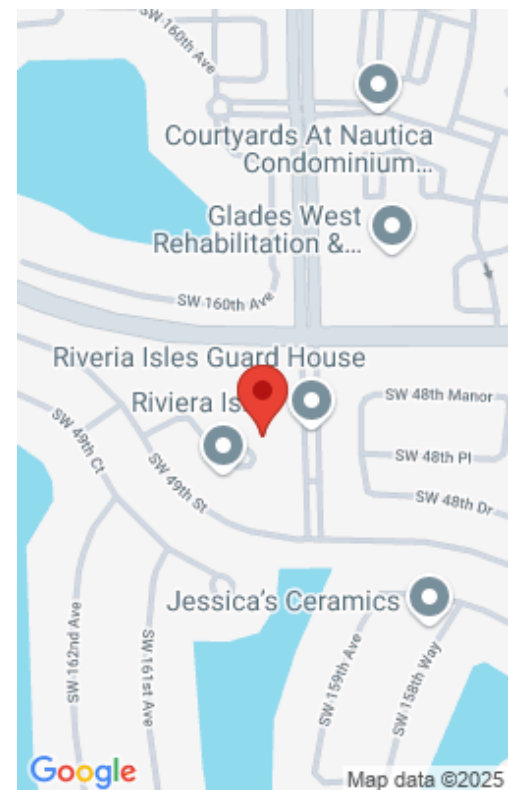 SW 160th Ave
Courtyards At Nautica
Condominium...
Glades West
Rehabilitation &...
SW 160th Ave
Riveria Isles Guard House
Riviera Is
SW 48th Manor
SW 49th Ct
SW 49th St
SW 48th Pl
SW 48th Dr
Jessica's Ceramics
SW 162nd Ave
SW 161st Ave
SW 159th Ave
SW 158th Way
Google
Map data ©2025